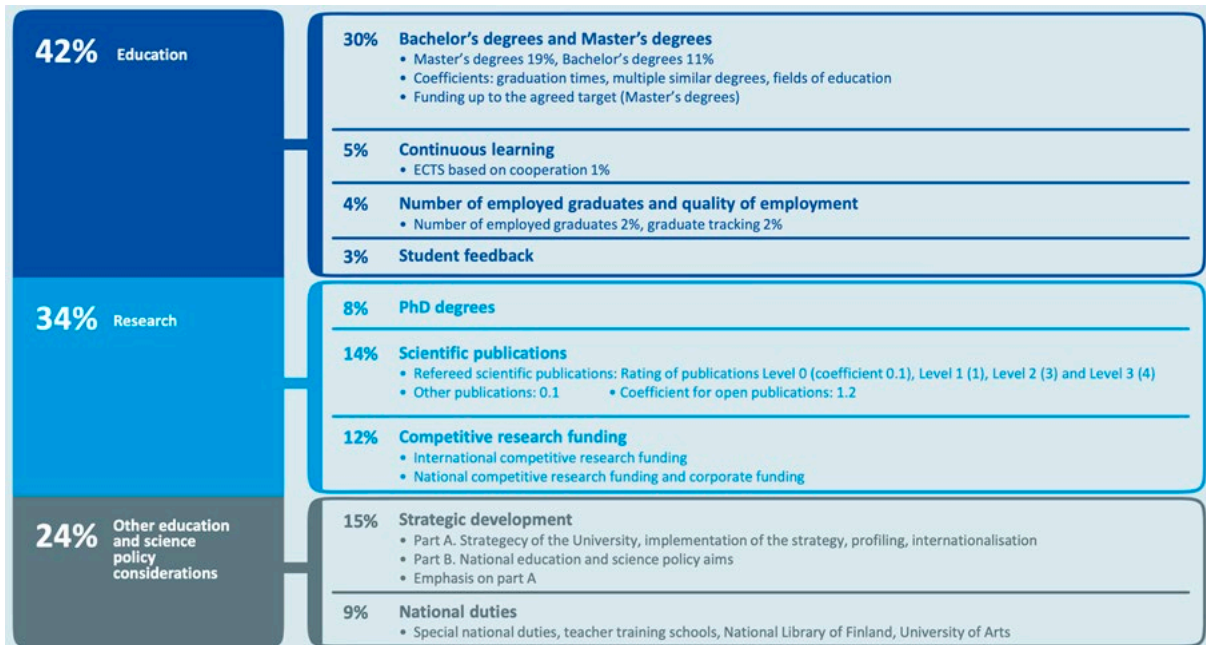 42% Education
30% Bachelor's degrees and Master's degrees
• Master's degrees 19%, Bachelor's degrees 11%
• Coefficients: graduation times, multiple similar degrees, fields of education
• Funding up to the agreed target (Master's degrees)
5% Continuous learning
• ECTS based on cooperation 1%
4% Number of employed graduates and quality of employment
• Number of employed graduates 2%, graduate tracking 2%
3% Student feedback
34% Research
8% PhD degrees
14% Scientific publications
• Refereed scientific publications: Rating of publications Level 0 (coefficient 0.1), Level 1 (1), Level 2 (3) and Level 3 (4)
• Other publications: 0.1 • Coefficient for open publications: 1.2
12% Competitive research funding
• International competitive research funding
• National competitive research funding and corporate funding
24% Other education
and science
policy
considerations
15% Strategic development
• Part A. Strategecy of the University, implementation of the strategy, profiling, internationalisation
• Part B. National education and science policy aims
• Emphasis on part A
9% National duties
• Special national duties, teacher training schools, National Library of Finland, University of Arts